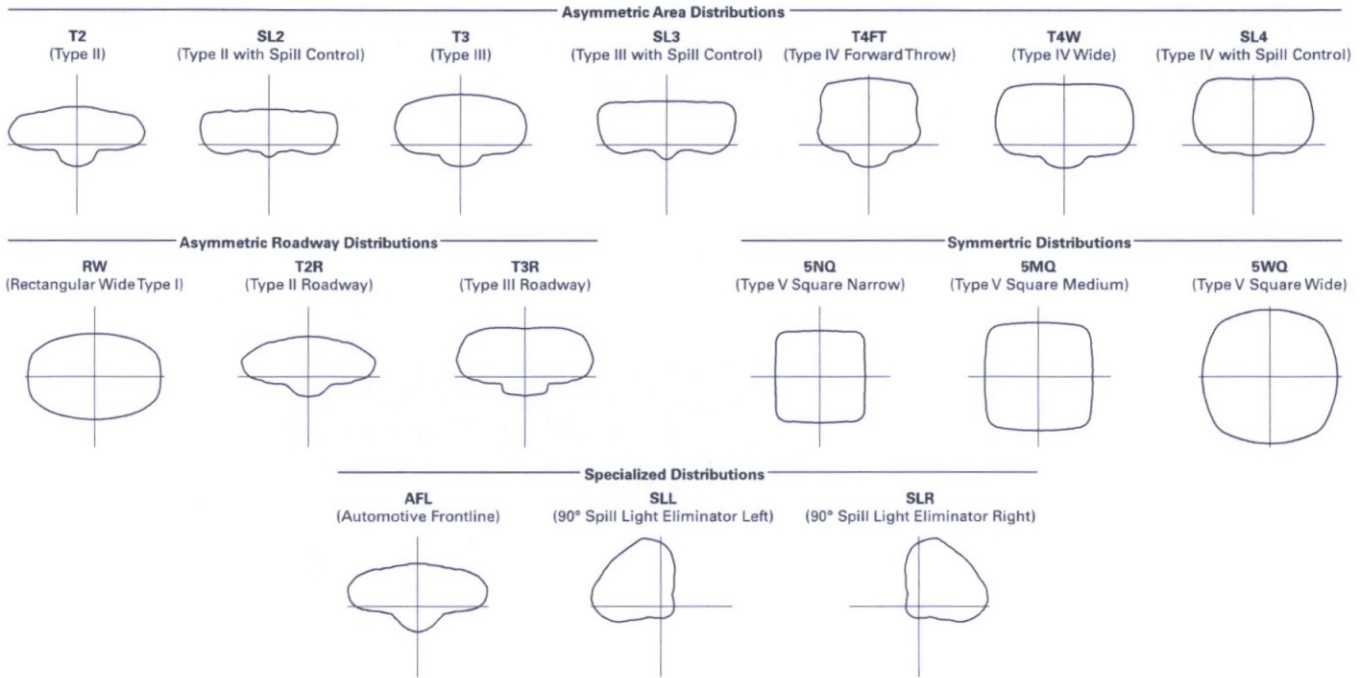 Asymmetric Area Distributions
T2
(Type II)
SL2
(Type II with Spill Control)
T3
(Type III)
SL3
(Type III with Spill Control)
T4FT
(Type IV Forward Throw)
T4W
(Type IV Wide)
SL4
(Type IV with Spill Control)
Asymmetric Roadway Distributions
RW
(Rectangular Wide Type I)
T2R
(Type II Roadway)
T3R
(Type III Roadway)
Symmertric Distributions
5NQ
(Type V Square Narrow)
5MQ
(Type V Square Medium)
5WQ
(Type V Square Wide)
Specialized Distributions
AFL
(Automotive Frontline)
SLL
(90° Spill Light Eliminator Left)
SLR
(90° Spill Light Eliminator Right)